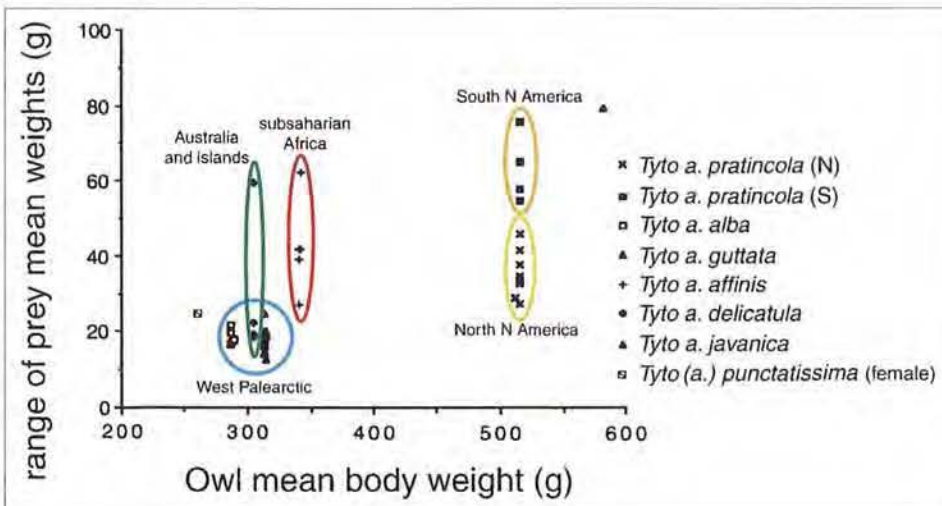 range of prey mean weights (g)
100
80
60
40
20
0
200
300
400
500
600
Owl mean body weight (g)
Australia
and islands
subsaharian
Africa
West Palearctic
South N America
North N America
Tyto a. pratincola (N)
Tyto a. pratincola (S)
Tyto a. alba
Tyto a. guttata
Tyto a. affinis
Tyto a. delicatula
Tyto a. javanica
Tyto (a.) punctatissima (female)